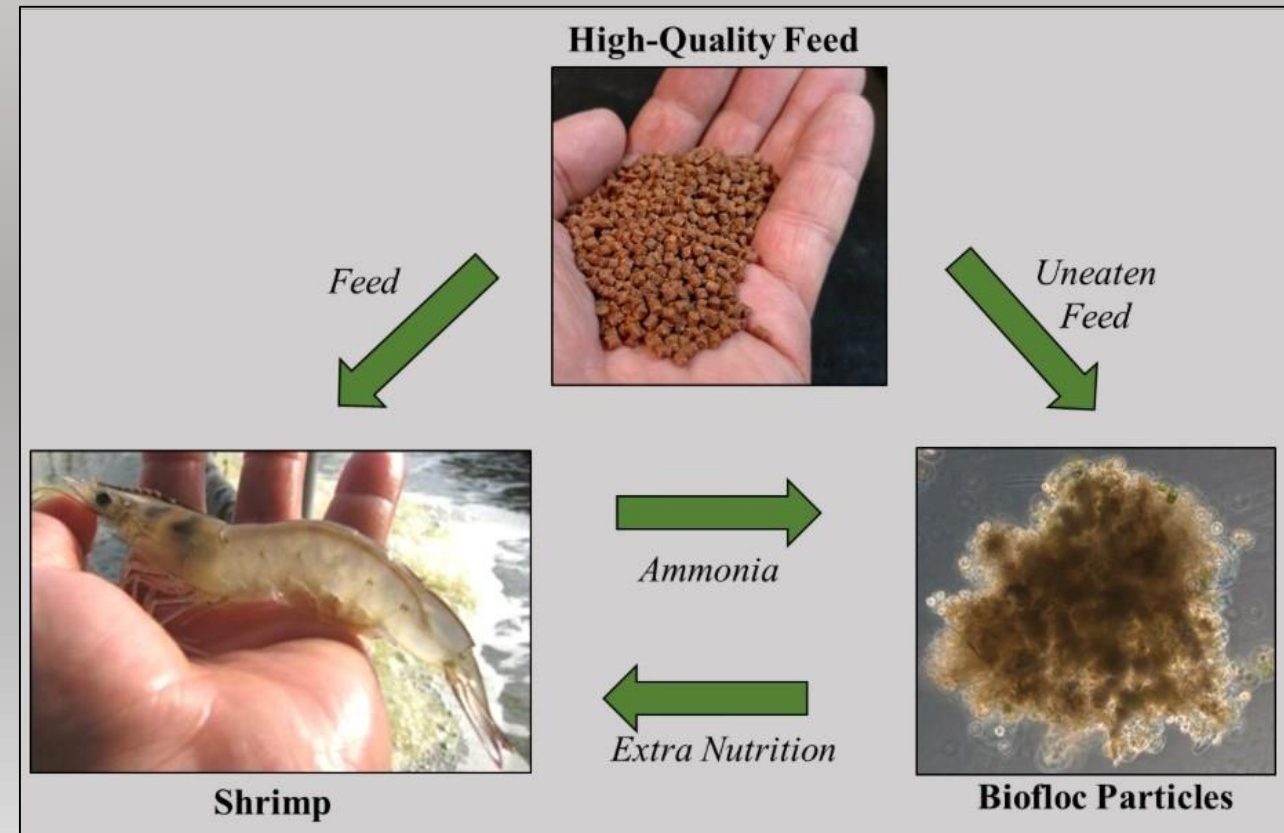 High-Quality Feed
Feed
Uneaten
Feed
Ammonia
Extra Nutrition
Shrimp
Biofloc Particles